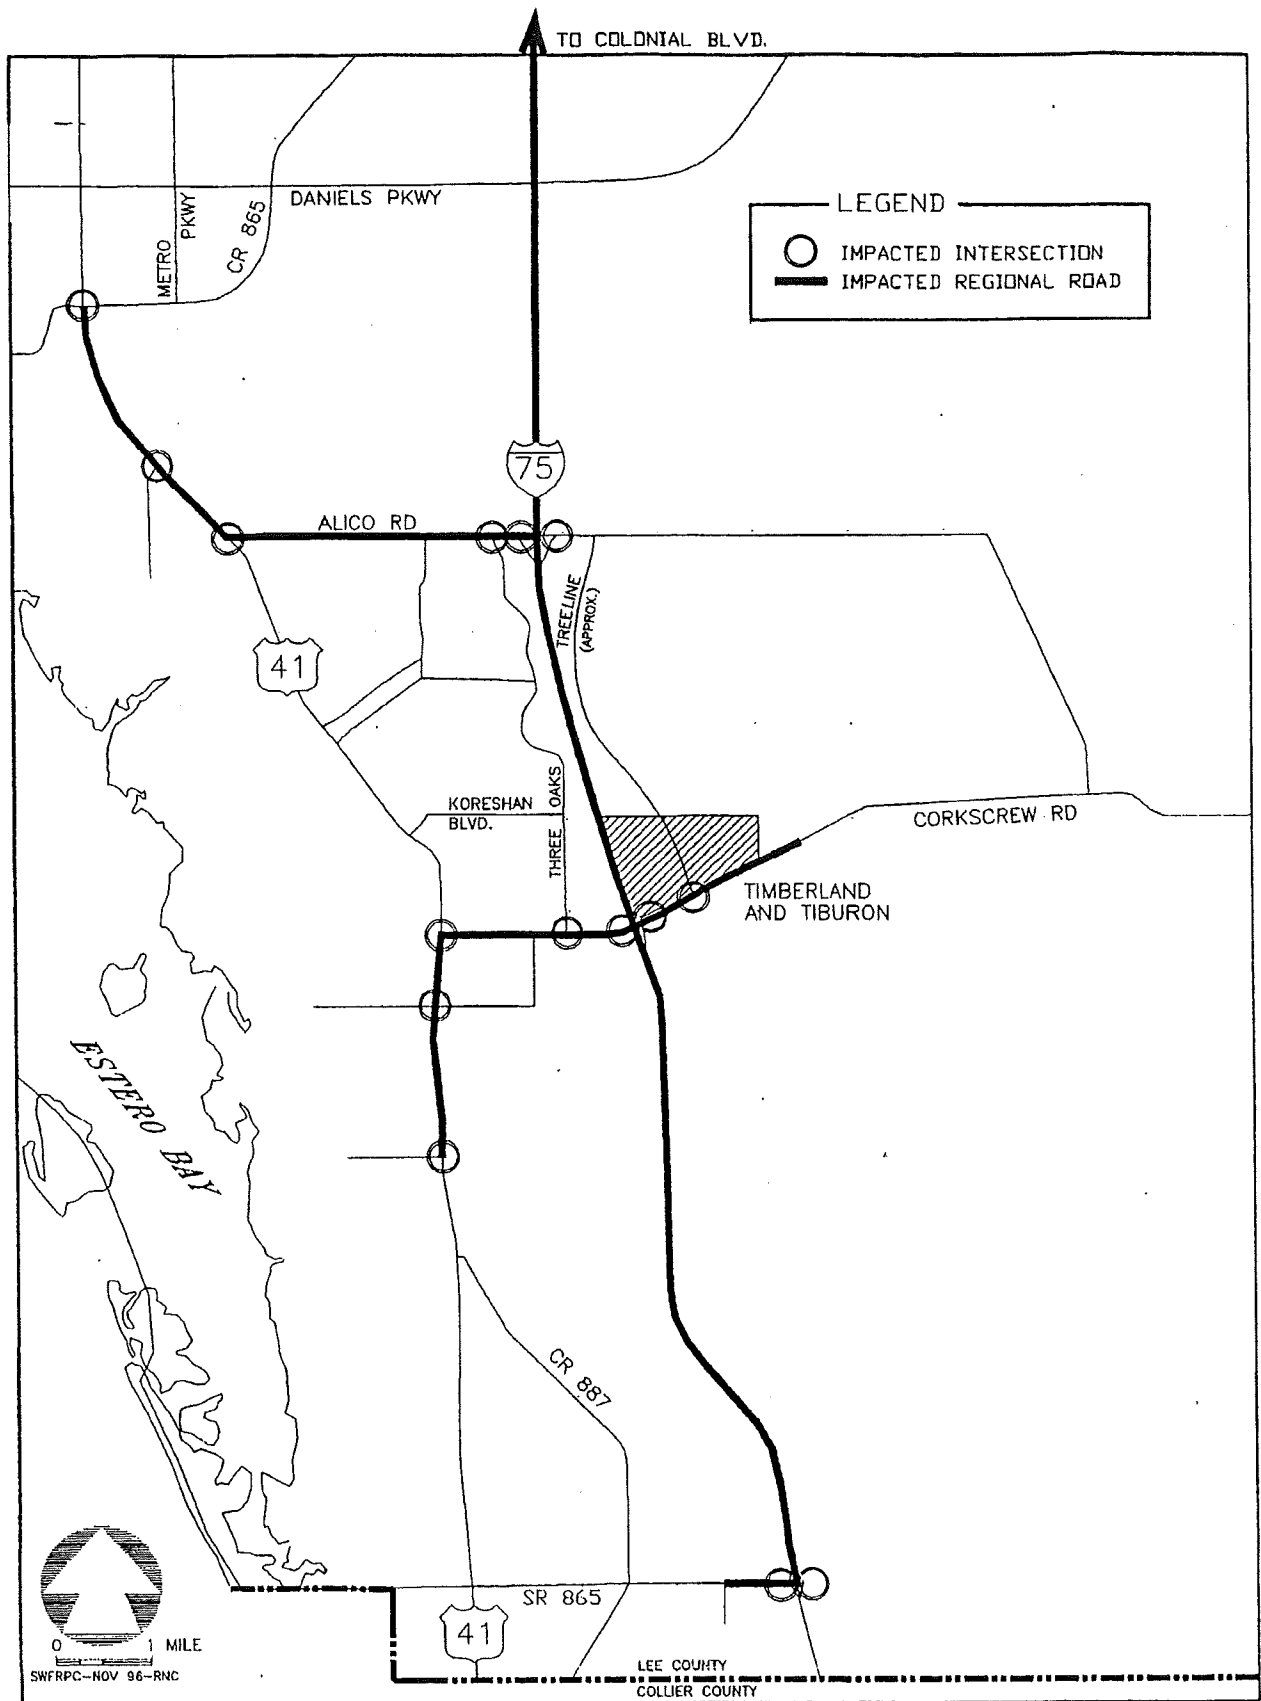 TO COLONIAL BLVD.
DANIELS PKWY
METRO
PKWY
CR 865
LEGEND
IMPACTED INTERSECTION
IMPACTED REGIONAL ROAD
75
ALICO RD
TREELINE
(APPROX.)
41
KORESHAN
BLVD.
THREE OAKS
CORKSCREW RD
TIMBERLAND
AND TIBURON
ESTERO BAY
CR 887
SR 865
41
0 1 MILE
SWFRPC-NOV 96-RNC
LEE COUNTY
COLLIER COUNTY